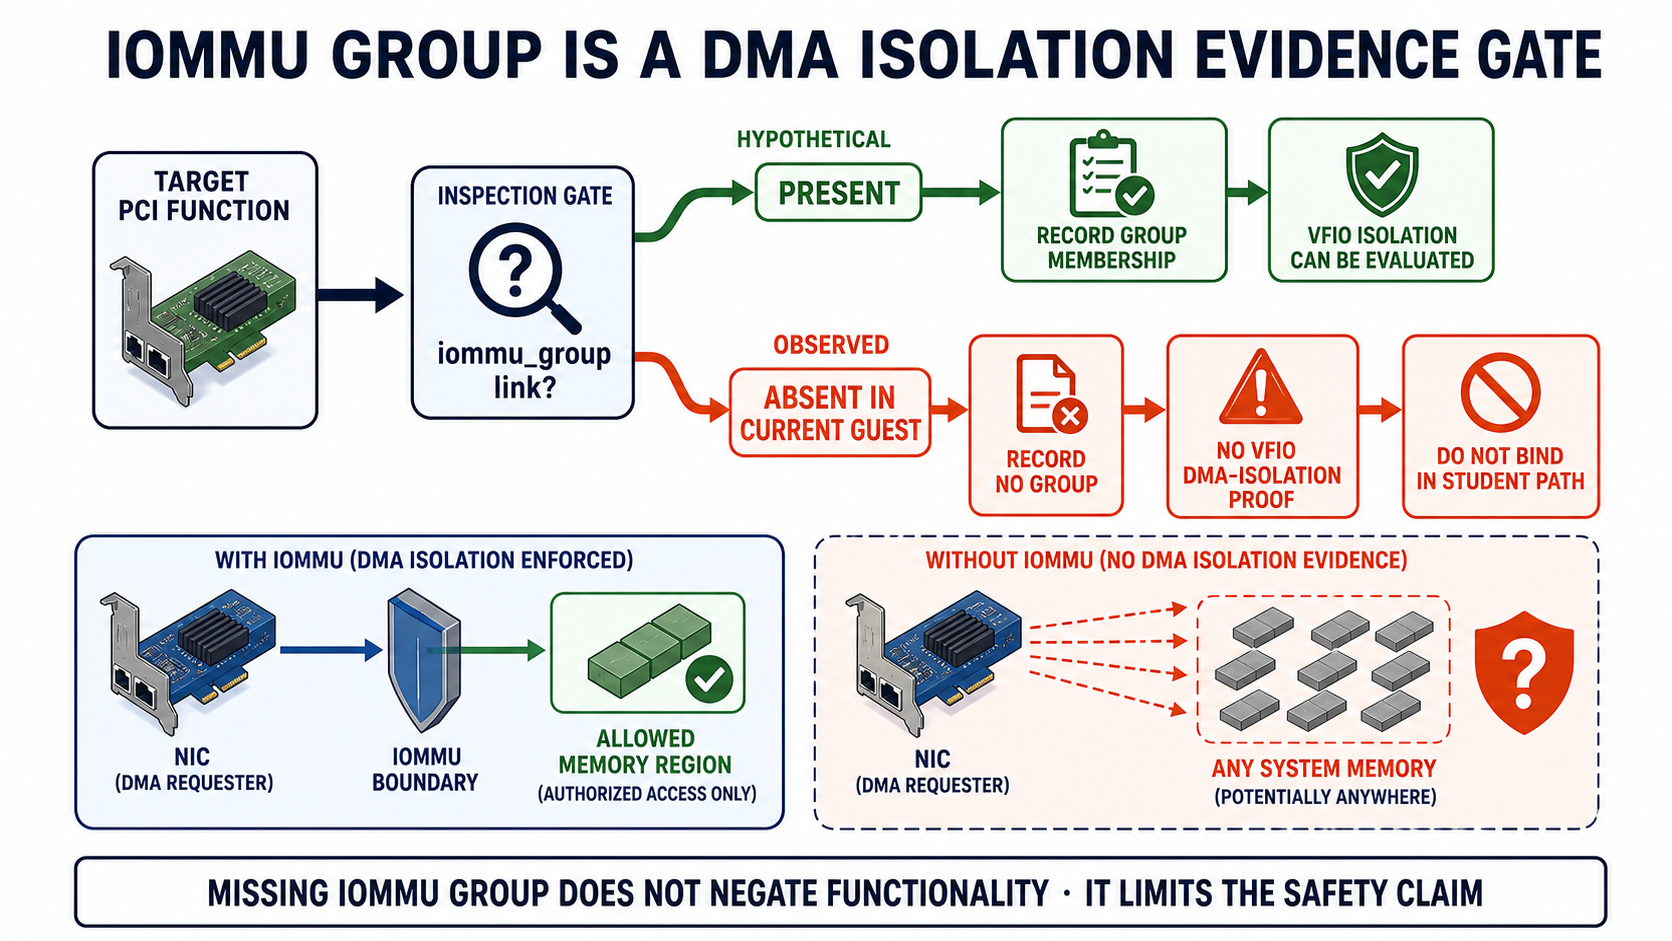 IOMMU GROUP IS A DMA ISOLATION EVIDENCE GATE
TARGET
PCI FUNCTION
INSPECTION GATE
?
iommu_group
link?
HYPOTHETICAL
PRESENT
RECORD GROUP
MEMBERSHIP
VFIO ISOLATION
CAN BE EVALUATED
OBSERVED
ABSENT IN
CURRENT GUEST
RECORD
NO GROUP
!
NO VFIO
DMA-ISOLATION
PROOF
DO NOT BIND
IN STUDENT PATH
WITH IOMMU (DMA ISOLATION ENFORCED)
NIC
(DMA REQUESTER)
IOMMU
BOUNDARY
ALLOWED
MEMORY REGION
(AUTHORIZED ACCESS ONLY)
WITHOUT IOMMU (NO DMA ISOLATION EVIDENCE)
NIC
(DMA REQUESTER)
ANY SYSTEM MEMORY
(POTENTIALLY ANYWHERE)
?
MISSING IOMMU GROUP DOES NOT NEGATE FUNCTIONALITY · IT LIMITS THE SAFETY CLAIM